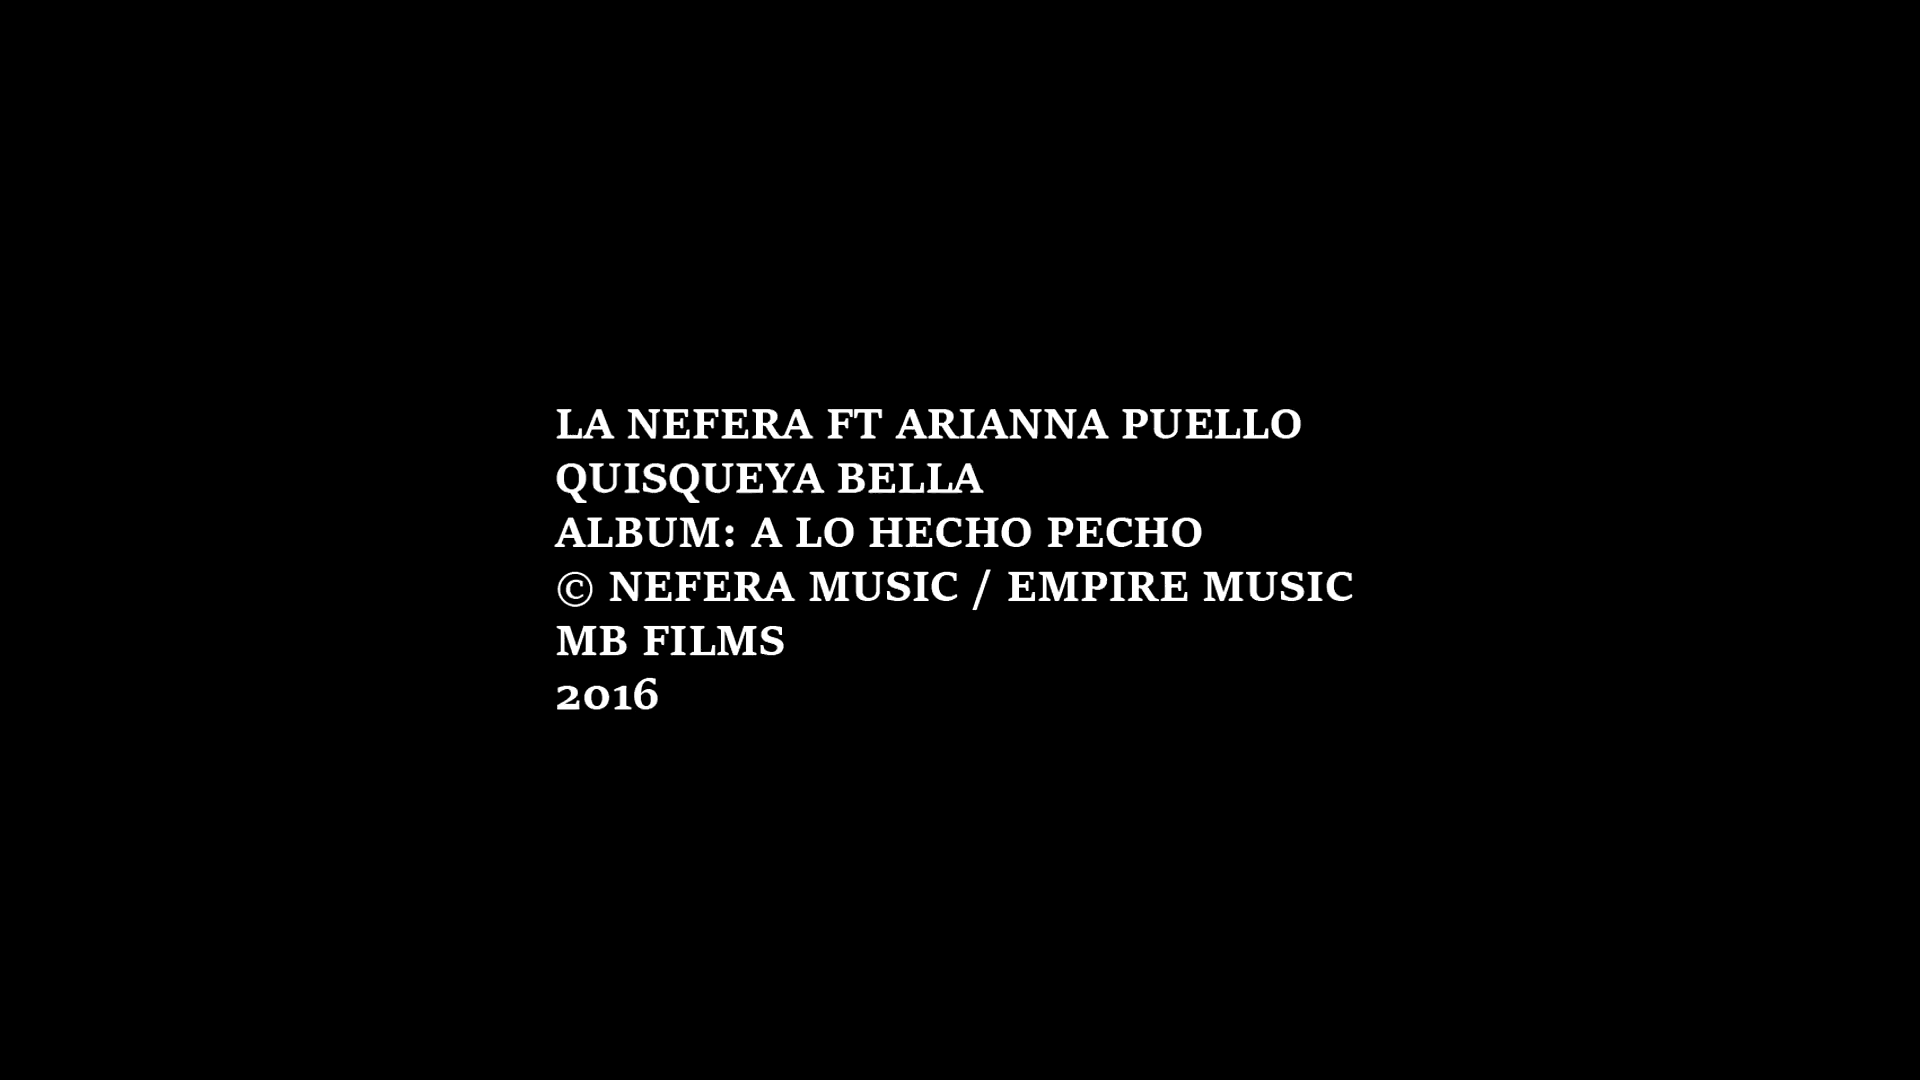 LA NEFERA FT ARIANNA PUELLO
QUISQUEYA BELLA
ALBUM: A LO HECHO PECHO
© NEFERA MUSIC / EMPIRE MUSIC
MB FILMS
2016